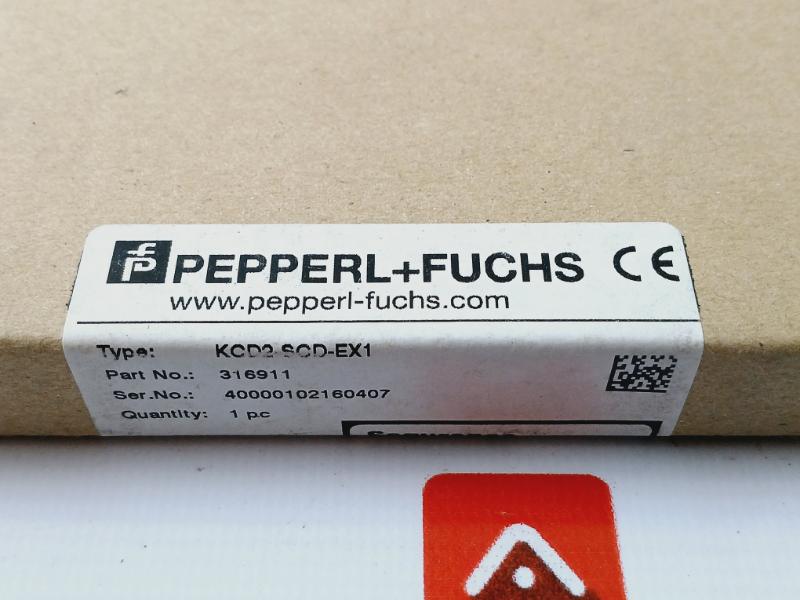 PEPPERL+FUCHS CE
www.pepperl-fuchs.com
Type: KCD2-SCD-EX1
Part No.: 316911
Ser.No.: 40000102160407
Quantity: 1 pc